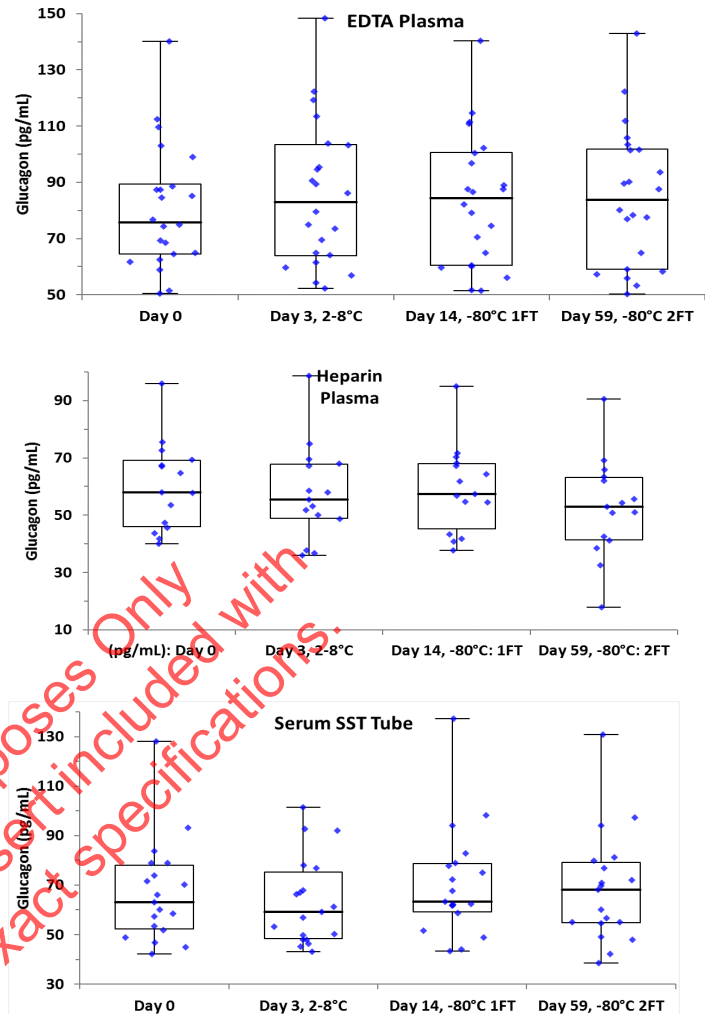 EDTA Plasma
Glucagon (pg/mL)
150
130
110
90
70
50
Day 0
Day 3, 2-8°C
Day 14, -80°C 1FT
Day 59, -80°C 2FT
Heparin
Plasma
Glucagon (pg/mL)
90
70
50
30
10
(pg/mL): Day 0
Day 3, 2-8°C
Day 14, -80°C: 1FT
Day 59, -80°C: 2FT
Serum SST Tube
Glucagon (pg/mL)
130
110
90
70
50
30
Day 0
Day 3, 2-8°C
Day 14, -80°C 1FT
Day 59, -80°C 2FT
Only
included with
specifications.